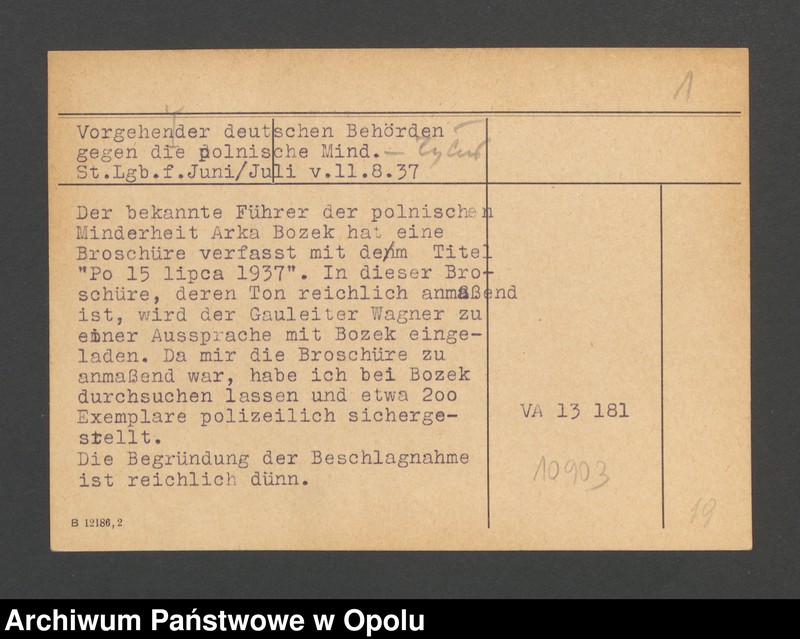 1
Vorgehender deutschen Behörden
gegen die polnische Mind. —
St.Lgb.f.Juni/Juli v.11.8.37
Der bekannte Führer der polnischen
Minderheit Arka Bozek hat eine
Broschüre verfasst mit de/m Titel
"Po 15 lipca 1937". In dieser Bro-
schüre, deren Ton reichlich anmaßend
ist, wird der Gauleiter Wagner zu
einer Aussprache mit Bozek einge-
laden. Da mir die Broschüre zu
anmaßend war, habe ich bei Bozek
durchsuchen lassen und etwa 2oo
Exemplare polizeilich sicherge-
stellt.
Die Begründung der Beschlagnahme
ist reichlich dünn.
VA 13 181
10903
19
B 12186,2
Archiwum Państwowe w Opolu